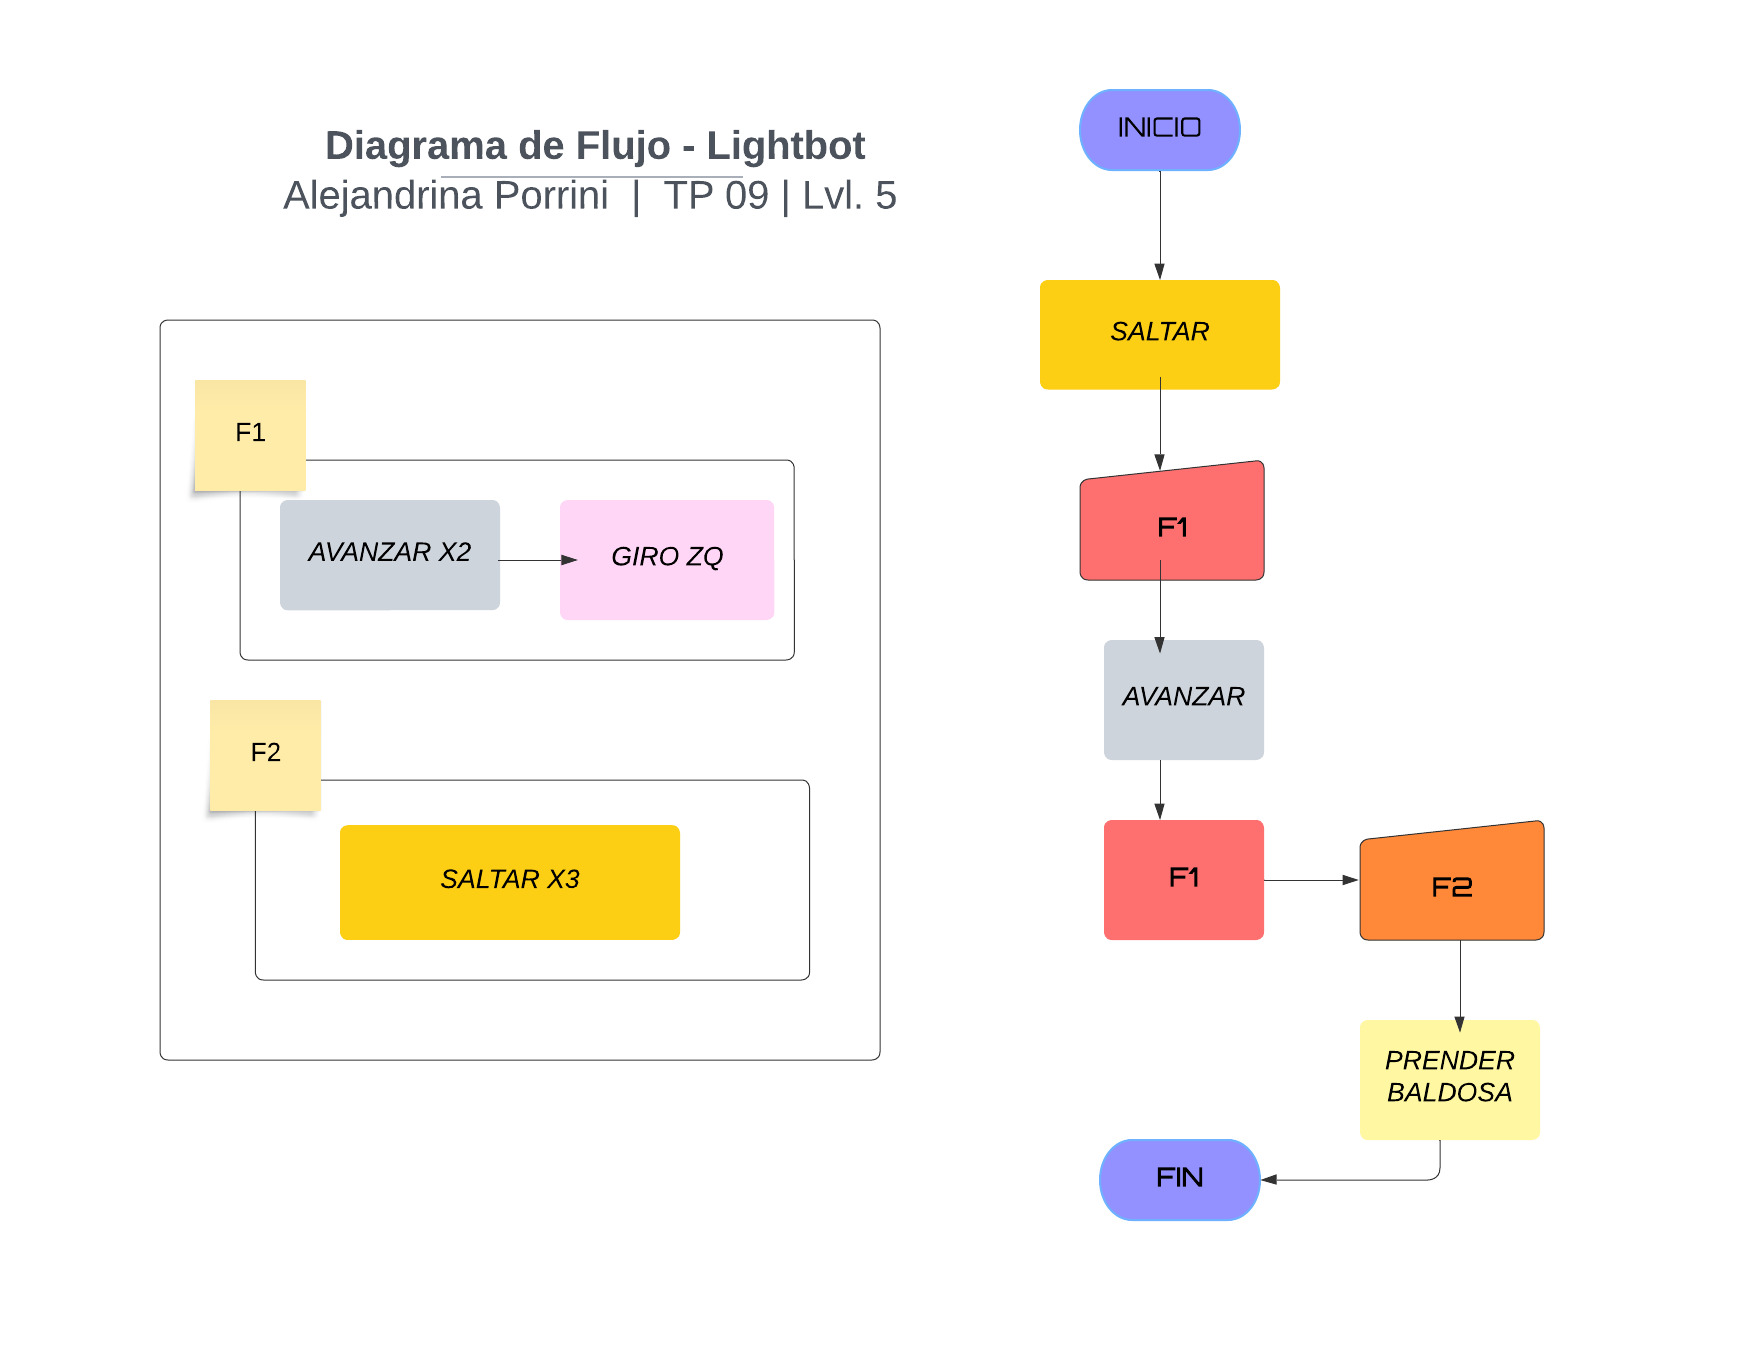 Diagrama de Flujo - Lightbot
Alejandrina Porrini | TP 09 | Lvl. 5
F1
AVANZAR X2
GIRO ZQ
F2
SALTAR X3
INICIO
SALTAR
F1
AVANZAR
F1
F2
PRENDER
BALDOSA
FIN